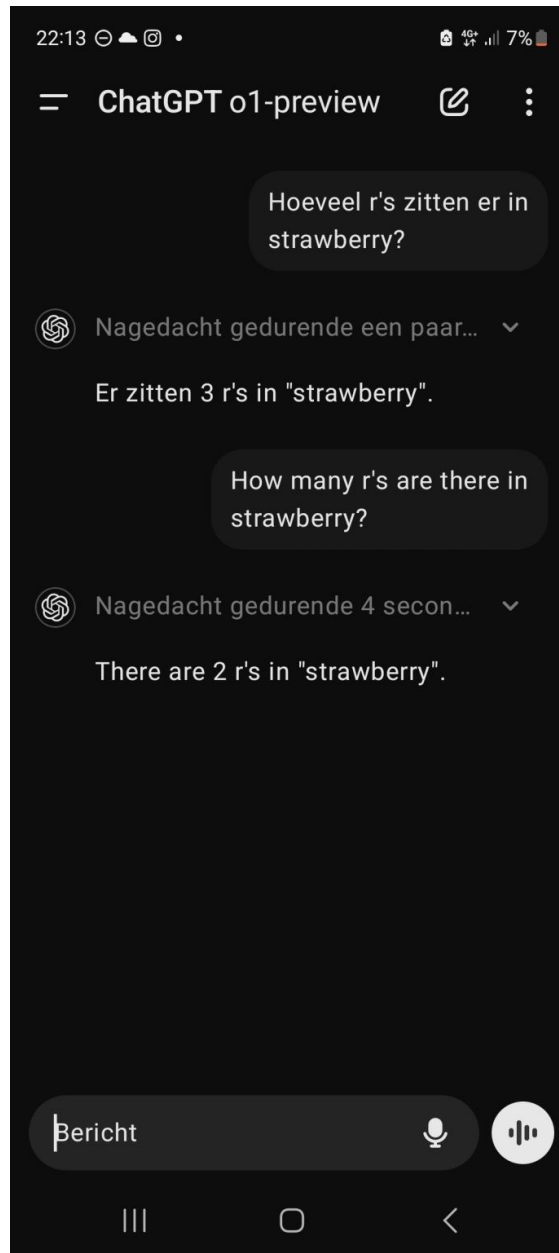 22:13
4G+ 7%
ChatGPT o1-preview
Hoeveel r's zitten er in
strawberry?
Nagedacht gedurende een paar...
Er zitten 3 r's in "strawberry".
How many r's are there in
strawberry?
Nagedacht gedurende 4 secon...
There are 2 r's in "strawberry".
Bericht